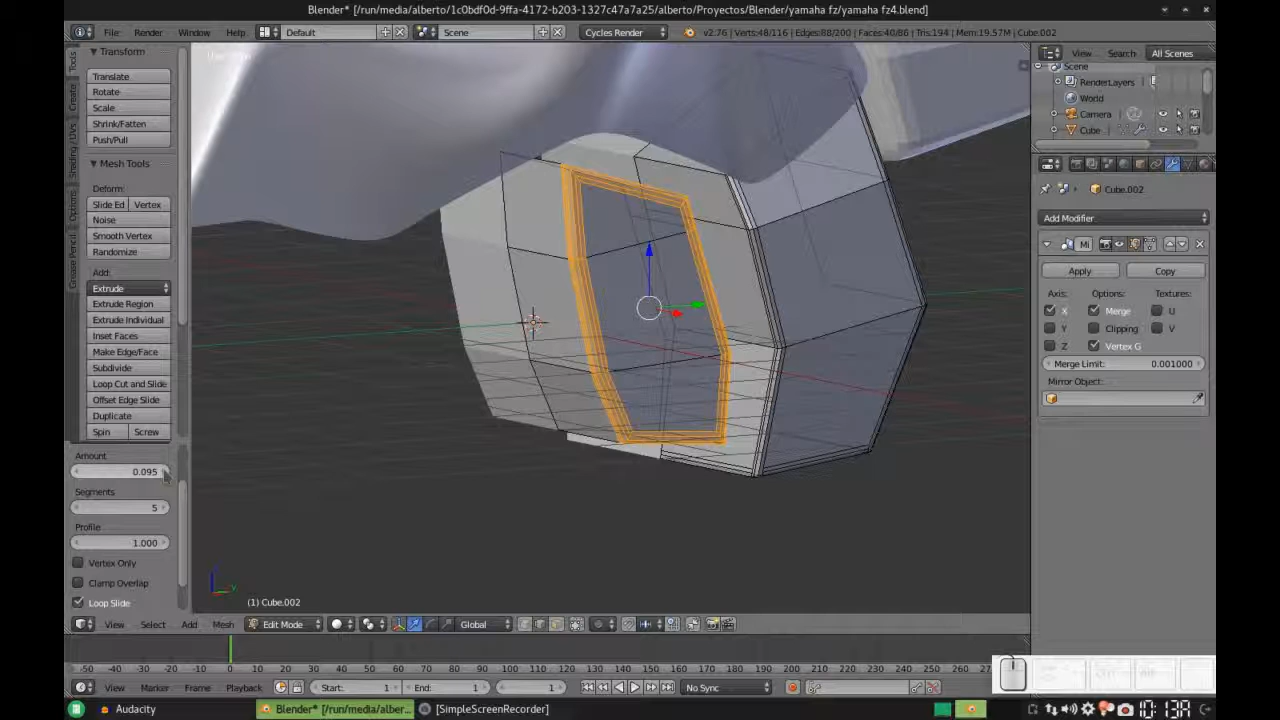 Blender* [/run/media/alberto/1c0bdf0d-9ffa-4172-b203-1327c47a7a25/alberto/Proyectos/Blender/yamaha fz/yamaha fz4.blend]
File Render Window Help Default Scene Cycles Render v2.76 | Verts:48/116 | Edges:88/200 | Faces:40/86 | Tris:194 | Mem:19.57M | Cube.002
View Search All Scenes
Scene
RenderLayers
World
Camera
Cube
Cube.002
Add Modifier
Mi
Apply Copy
Axis: Options: Textures:
X Merge U
Y Clipping V
Z Vertex G
Merge Limit: 0.001000
Mirror Object:
Tools
Create
Shading / UVs
Options
Grease Pencil
Transform
Translate
Rotate
Scale
Shrink/Fatten
Push/Pull
Mesh Tools
Deform:
Slide Ed Vertex
Noise
Smooth Vertex
Randomize
Add:
Extrude
Extrude Region
Extrude Individual
Inset Faces
Make Edge/Face
Subdivide
Loop Cut and Slide
Offset Edge Slide
Duplicate
Spin Screw
Amount
0.095
Segments
5
Profile
1.000
Vertex Only
Clamp Overlap
Loop Slide
(1) Cube.002
View Select Add Mesh Edit Mode Global
-50 -40 -30 -20 -10 0 10 20 30 40 50 60 70 80 90 100 110 120 130 140 150 160 170 180 190 200 210 220 230 240 250 260
View Marker Frame Playback Start: 1 End: 1 1 No Sync
Audacity Blender* [/run/media/alber... [SimpleScreenRecorder]